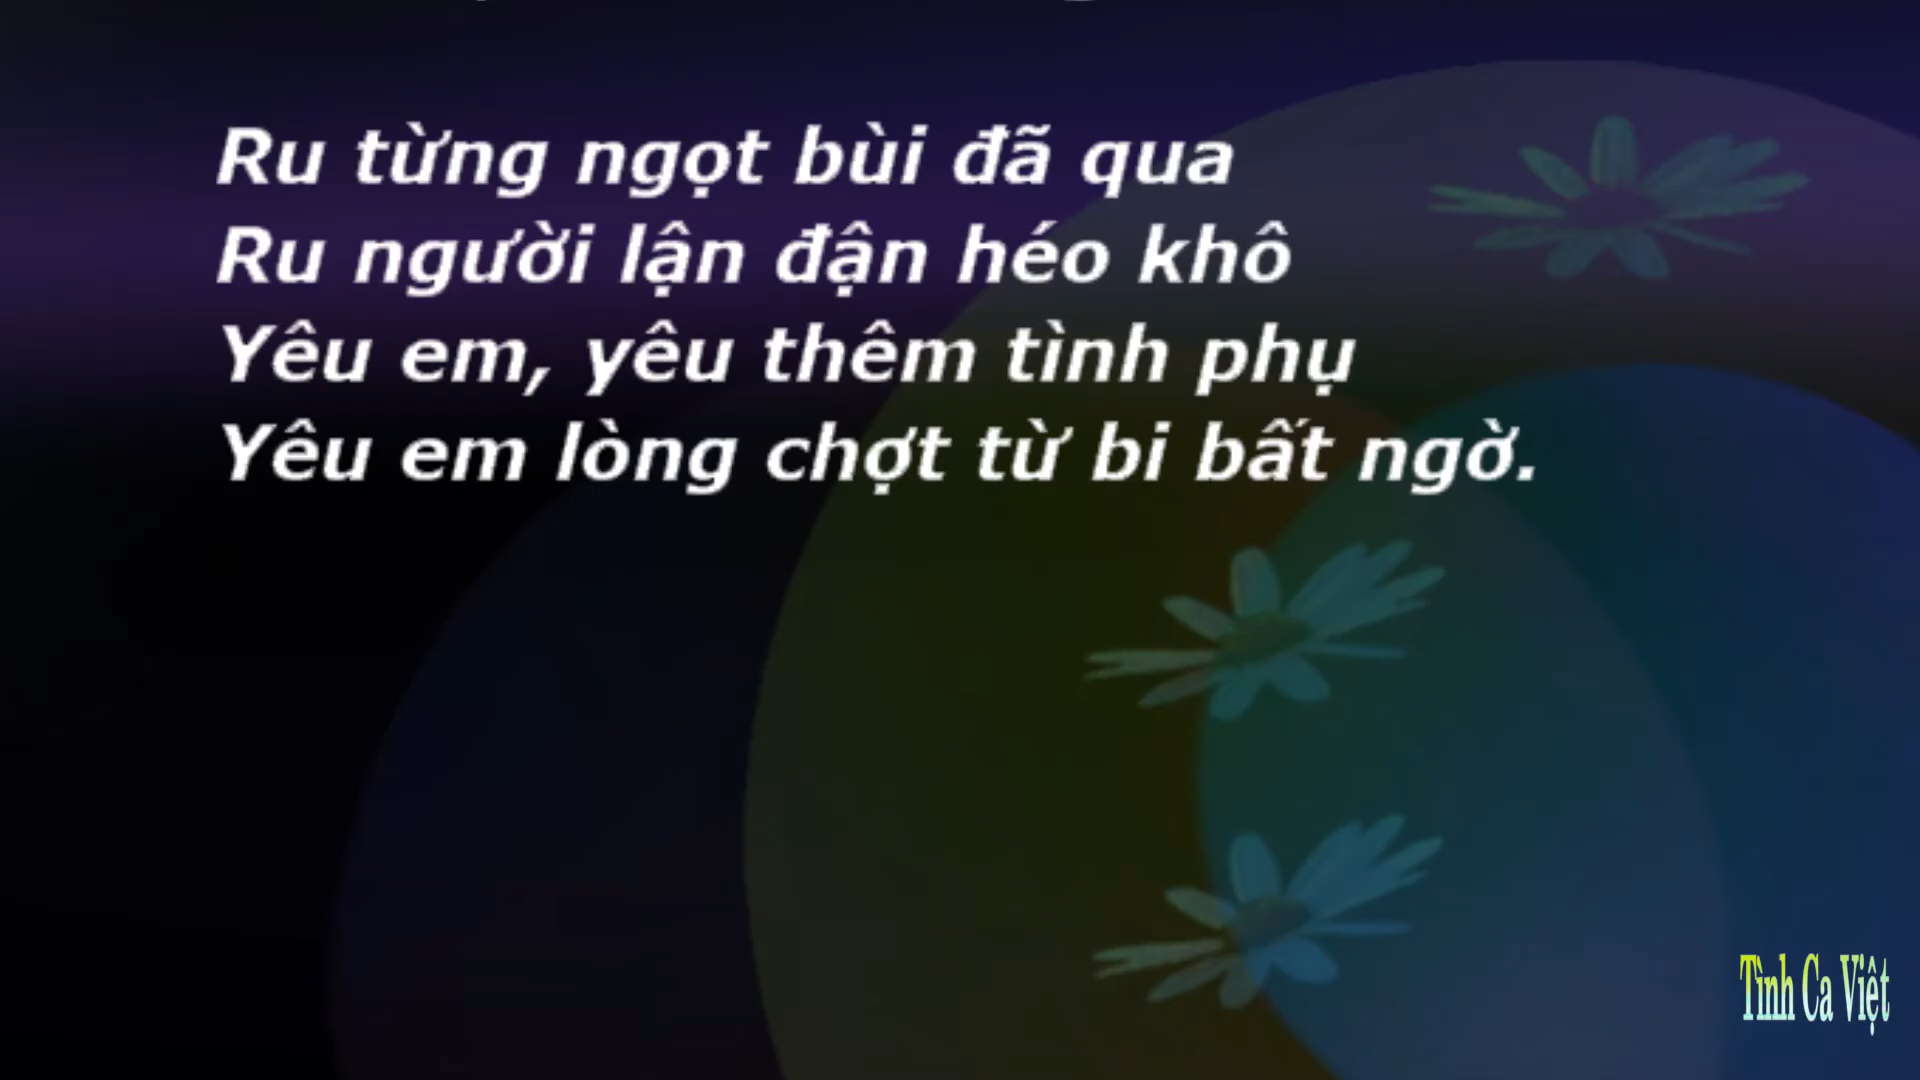 Ru từng ngọt bùi đã qua
Ru người lận đận héo khô
Yêu em, yêu thêm tình phụ
Yêu em lòng chợt từ bi bất ngờ.
Tình Ca Việt